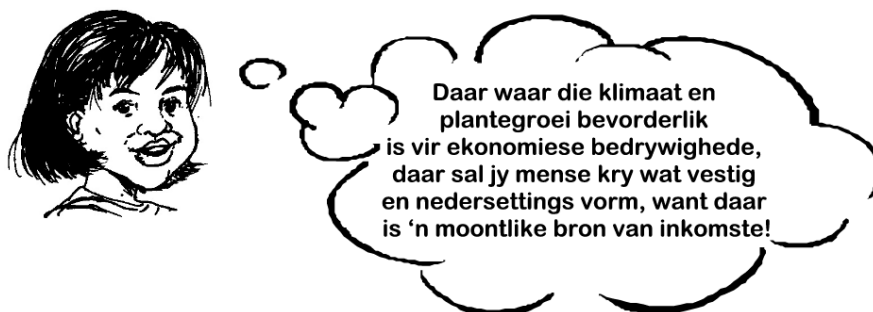 Daar waar die klimaat en
plantegroei bevorderlik
is vir ekonomiese bedrywighede,
daar sal jy mense kry wat vestig
en nedersettings vorm, want daar
is ‘n moontlike bron van inkomste!